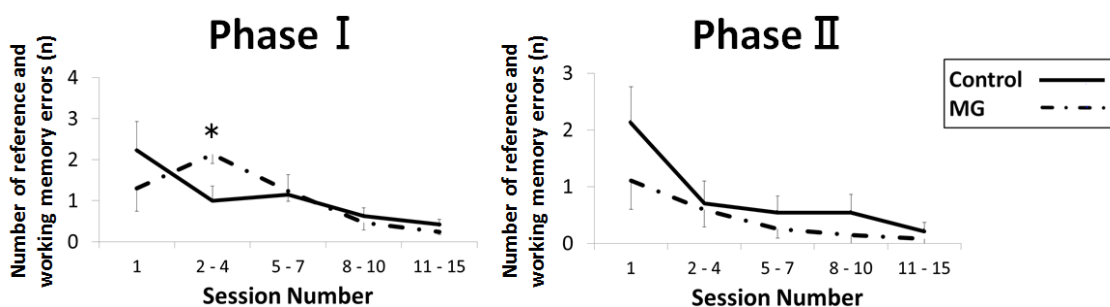 Phase Ⅰ
Number of reference and
working memory errors (n)
4
3
2
1
0
*
1
2 - 4
5 - 7
8 - 10
11 - 15
Session Number
Phase Ⅱ
Number of reference and
working memory errors (n)
3
2
1
0
1
2 - 4
5 - 7
8 - 10
11 - 15
Session Number
Control
MG